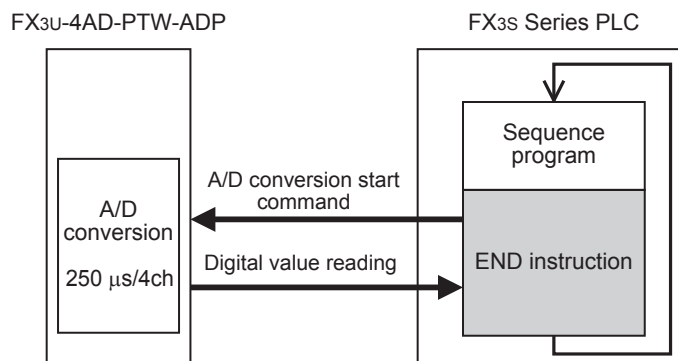 FX3U-4AD-PTW-ADP
FX3S Series PLC
Sequence
program
A/D conversion start
command
A/D
conversion
250 μs/4ch
Digital value reading
END instruction